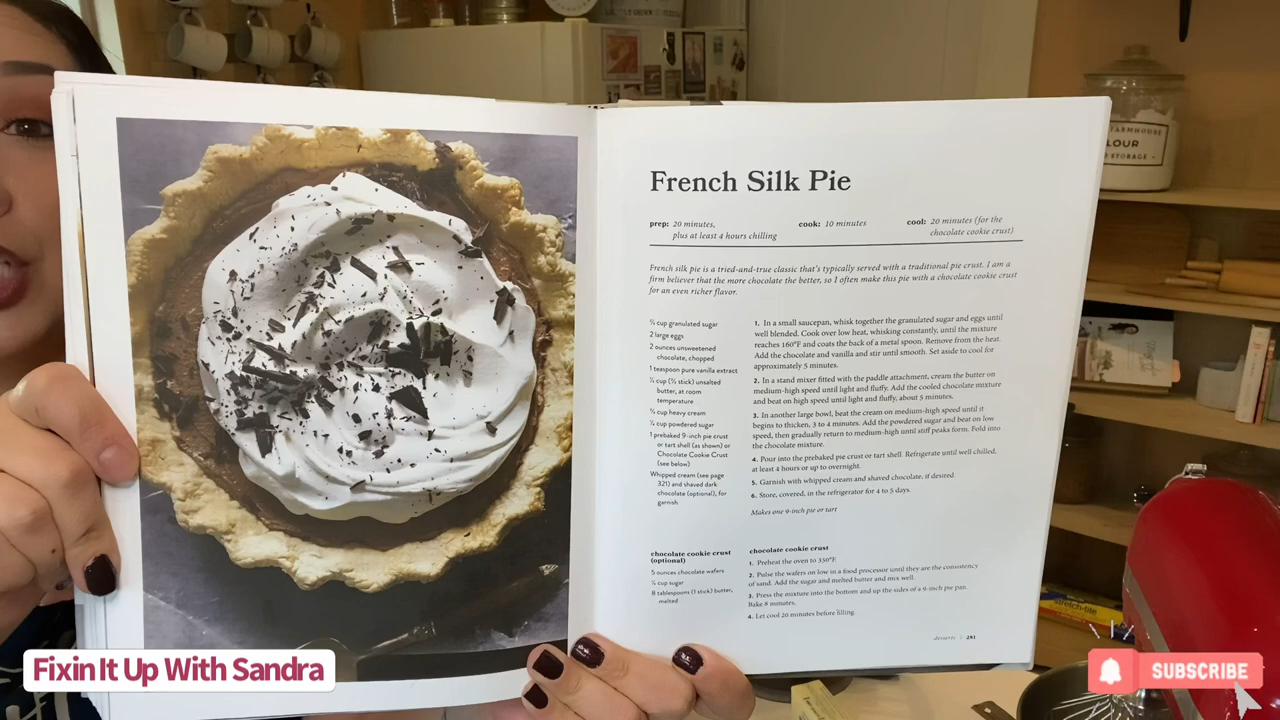 French Silk Pie
prep: 20 minutes,
plus at least 4 hours chilling
cook: 10 minutes
cool: 20 minutes (for the
chocolate cookie crust)
French silk pie is a tried-and-true classic that's typically served with a traditional pie crust. I am a
firm believer that the more chocolate the better, so I often make this pie with a chocolate cookie crust
for an even richer flavor.
cup granulated sugar
2 large eggs
2 ounces unsweetened
chocolate, chopped
1 teaspoon pure vanilla extract
cup (⅔ stick) unsalted
butter, at room
temperature
cup heavy cream
cup powdered sugar
1 prebaked 9-inch pie crust
or tart shell (as shown) or
Chocolate Cookie Crust
(see below)
Whipped cream (see page
321) and shaved dark
chocolate (optional), for
garnish
1. In a small saucepan, whisk together the granulated sugar and eggs until
well blended. Cook over low heat, whisking constantly, until the mixture
reaches 160°F and coats the back of a metal spoon. Remove from the heat.
Add the chocolate and vanilla and stir until smooth. Set aside to cool for
approximately 5 minutes.
2. In a stand mixer fitted with the paddle attachment, cream the butter on
medium-high speed until light and fluffy. Add the cooled chocolate mixture
and beat on high speed until light and fluffy, about 5 minutes.
3. In another large bowl, beat the cream on medium-high speed until it
begins to thicken, 3 to 4 minutes. Add the powdered sugar and beat on low
speed, then gradually return to medium-high until stiff peaks form. Fold into
the chocolate mixture.
4. Pour into the prebaked pie crust or tart shell. Refrigerate until well chilled,
at least 4 hours or up to overnight.
5. Garnish with whipped cream and shaved chocolate, if desired.
6. Store, covered, in the refrigerator for 4 to 5 days.
Makes one 9-inch pie or tart
chocolate cookie crust
(optional)
5 ounces chocolate wafers
cup sugar
8 tablespoons (1 stick) butter,
melted
chocolate cookie crust
1. Preheat the oven to 350°F.
2. Pulse the wafers on low in a food processor until they are the consistency
of sand. Add the sugar and melted butter and mix well.
3. Press the mixture into the bottom and up the sides of a 9-inch pie pan.
Bake 8 minutes.
4. Let cool 20 minutes before filling.
desserts | 281
FARMHOUSE
LOUR
STORAGE
stretch-tite
Fixin It Up With Sandra
SUBSCRIBE